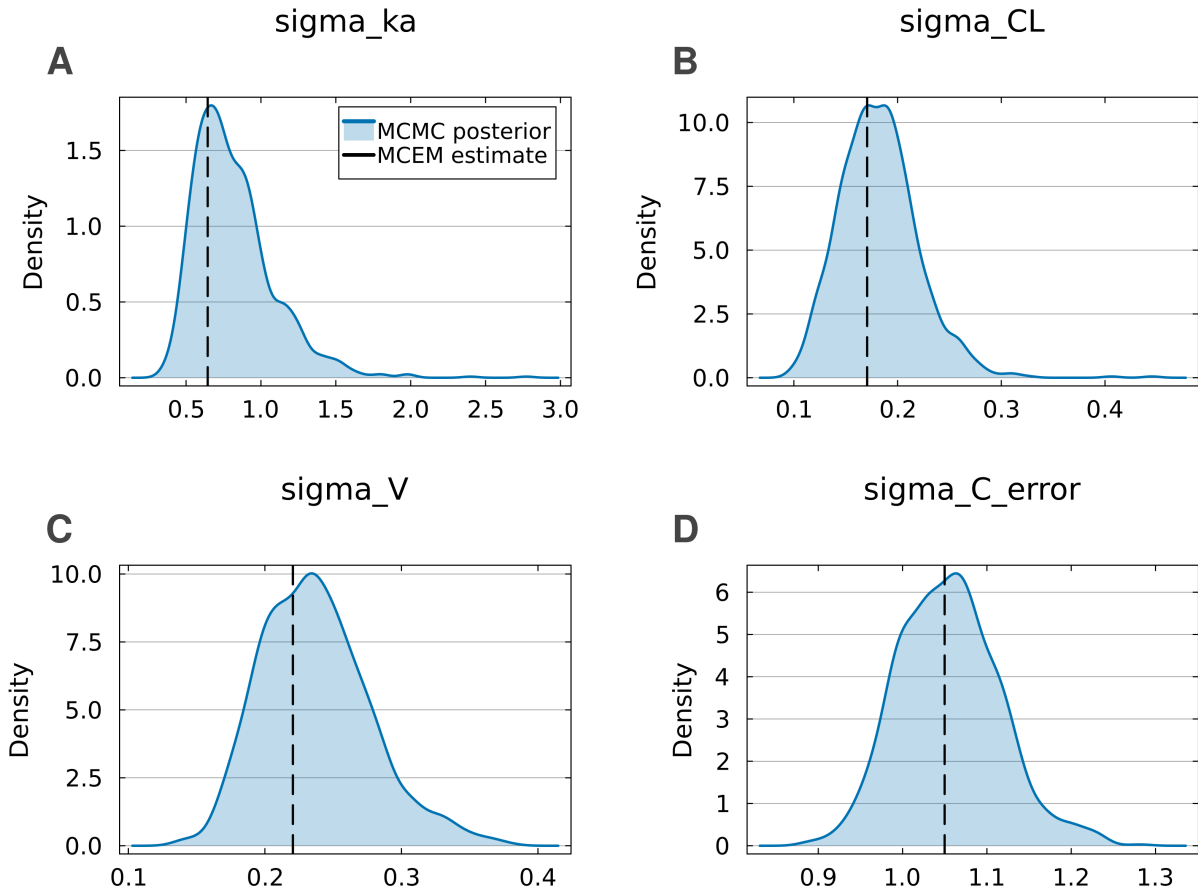 sigma_ka
A
Density
1.5
1.0
0.5
0.0
0.5 1.0 1.5 2.0 2.5 3.0
MCMC posterior
MCEM estimate
sigma_CL
B
Density
10.0
7.5
5.0
2.5
0.0
0.1 0.2 0.3 0.4
sigma_V
C
Density
10.0
7.5
5.0
2.5
0.0
0.1 0.2 0.3 0.4
sigma_C_error
D
Density
6
5
4
3
2
1
0
0.9 1.0 1.1 1.2 1.3